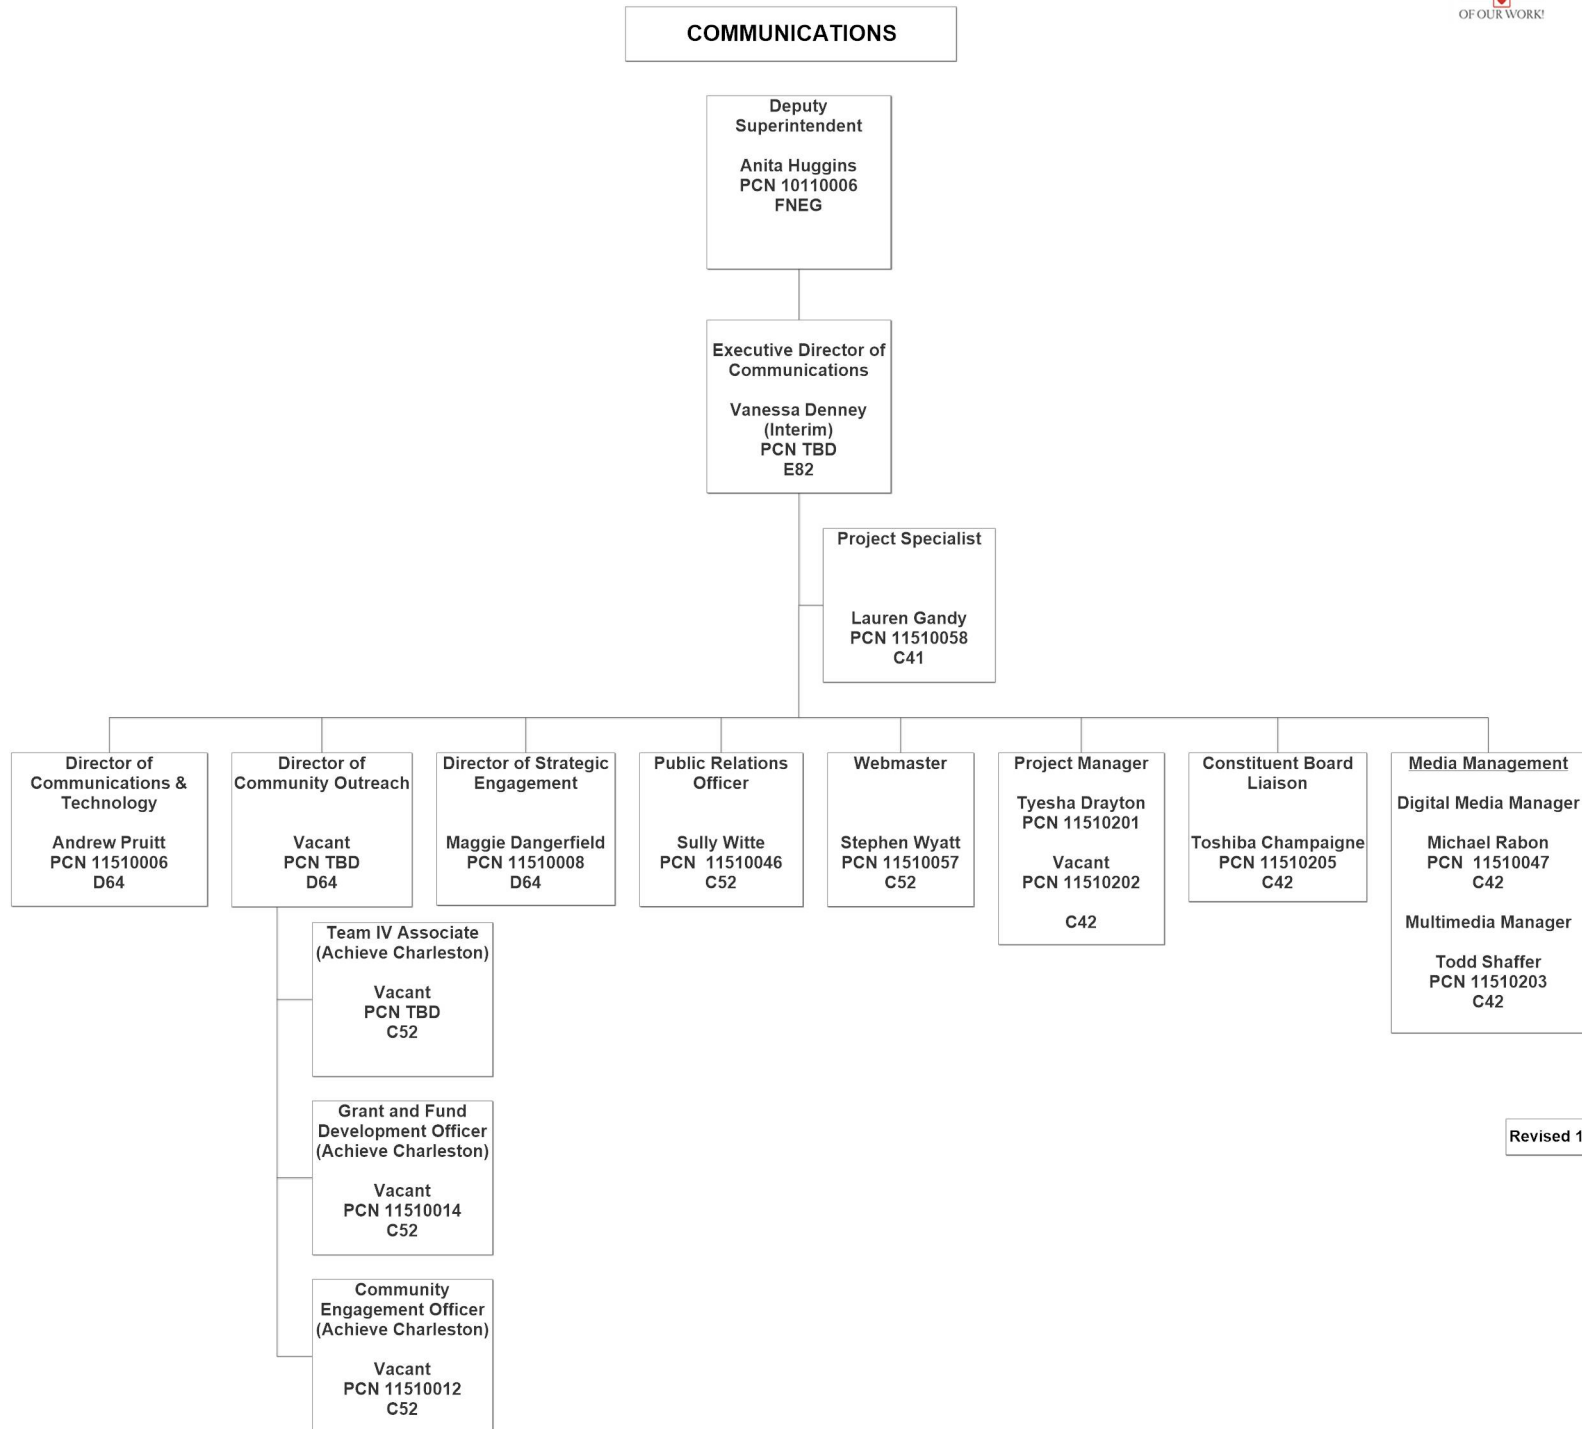 OF OUR WORK!
COMMUNICATIONS
Deputy
Superintendent
Anita Huggins
PCN 10110006
FNEG
Executive Director of
Communications
Vanessa Denney
(Interim)
PCN TBD
E82
Project Specialist
Lauren Gandy
PCN 11510058
C41
Director of
Communications &
Technology
Andrew Pruitt
PCN 11510006
D64
Director of
Community Outreach
Vacant
PCN TBD
D64
Director of Strategic
Engagement
Maggie Dangerfield
PCN 11510008
D64
Public Relations
Officer
Sully Witte
PCN 11510046
C52
Webmaster
Stephen Wyatt
PCN 11510057
C52
Project Manager
Tyesha Drayton
PCN 11510201
Vacant
PCN 11510202
C42
Constituent Board
Liaison
Toshiba Champaigne
PCN 11510205
C42
Media Management
Digital Media Manager
Michael Rabon
PCN 11510047
C42
Multimedia Manager
Todd Shaffer
PCN 11510203
C42
Team IV Associate
(Achieve Charleston)
Vacant
PCN TBD
C52
Grant and Fund
Development Officer
(Achieve Charleston)
Vacant
PCN 11510014
C52
Community
Engagement Officer
(Achieve Charleston)
Vacant
PCN 11510012
C52
Revised 1